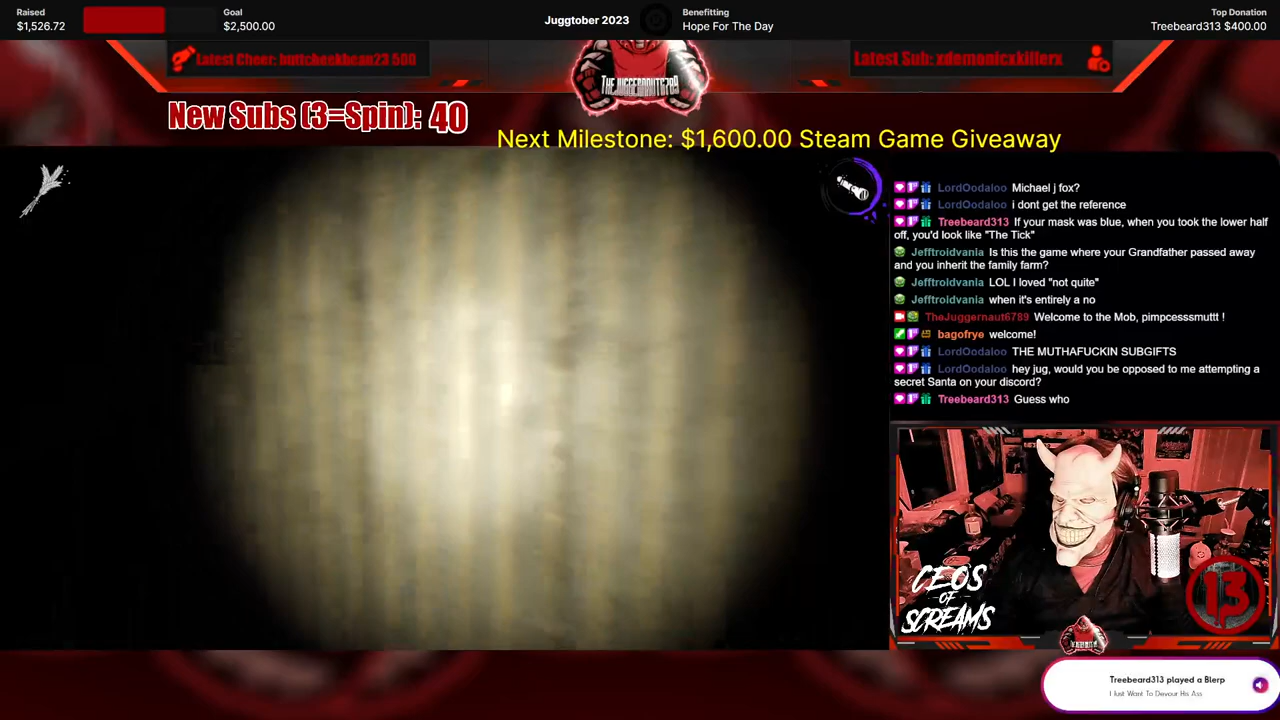 Raised
$1,526.72
Goal
$2,500.00
Juggtober 2023
Benefitting
Hope For The Day
Top Donation
Treebeard313 $400.00
Latest Cheer: buttcheekbeau23 500
Latest Sub: xdemonicxkillerx
THEJUGGERNAUT6789
New Subs (3=Spin): 40
Next Milestone: $1,600.00 Steam Game Giveaway
LordOodaloo Michael j fox?
LordOodaloo i dont get the reference
Treebeard313 If your mask was blue, when you took the lower half
off, you'd look like "The Tick"
Jefftroidvania Is this the game where your Grandfather passed away
and you inherit the family farm?
Jefftroidvania LOL I loved "not quite"
Jefftroidvania when it's entirely a no
TheJuggernaut6789 Welcome to the Mob, pimpcesssmuttt !
bagofrye welcome!
LordOodaloo THE MUTHAFUCKIN SUBGIFTS
LordOodaloo hey jug, would you be opposed to me attempting a
secret Santa on your discord?
Treebeard313 Guess who
CEOS
OF
SCREAMS
13
Treebeard313 played a Blerp
I Just Want To Devour His Ass